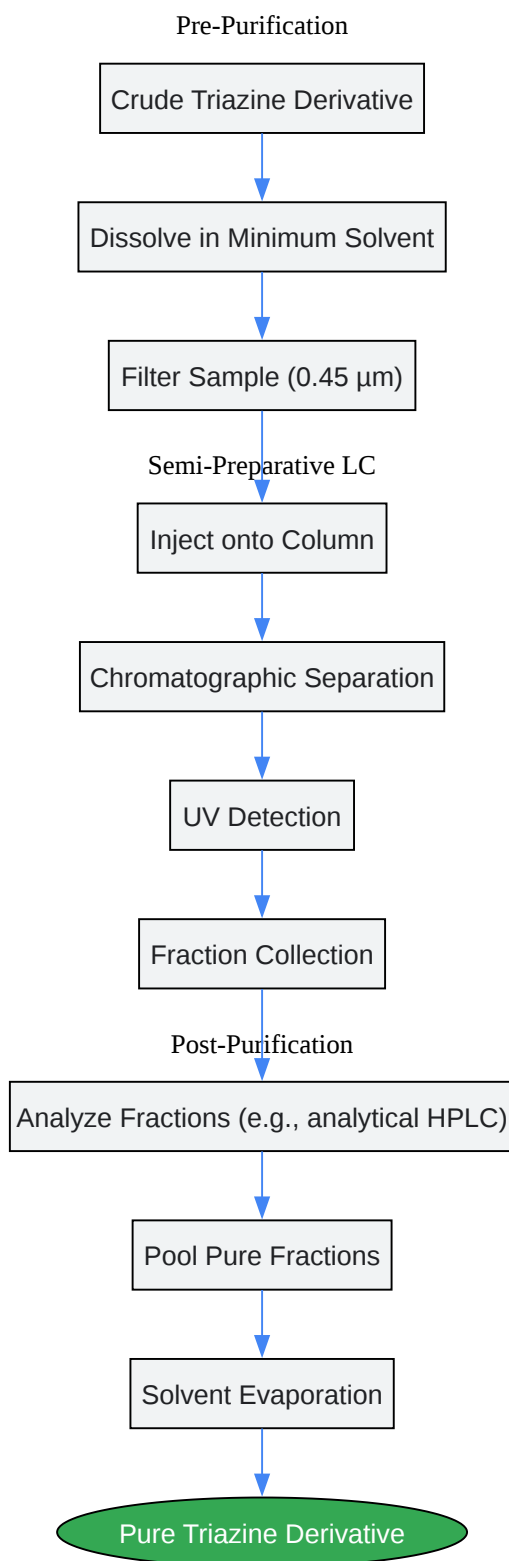 Pre-Purification
Crude Triazine Derivative
Dissolve in Minimum Solvent
Filter Sample (0.45 µm)
Semi-Preparative LC
Inject onto Column
Chromatographic Separation
UV Detection
Fraction Collection
Post-Purification
Analyze Fractions (e.g., analytical HPLC)
Pool Pure Fractions
Solvent Evaporation
Pure Triazine Derivative